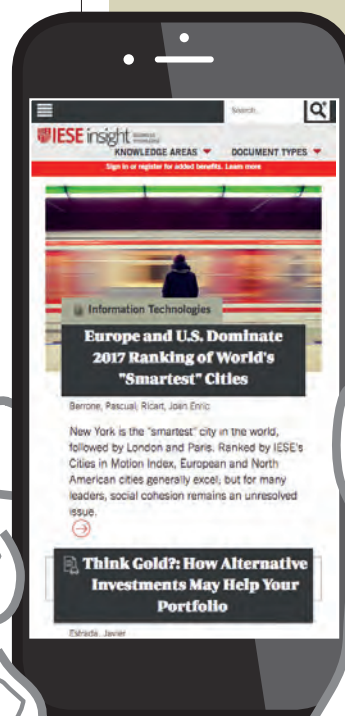 Search
IESE insight
KNOWLEDGE AREAS DOCUMENT TYPES
Sign in or register for added benefits. Learn more
Information Technologies
Europe and U.S. Dominate
2017 Ranking of World's
"Smartest" Cities
Berrone, Pascual; Ricart, Joan Enric
New York is the "smartest" city in the world,
followed by London and Paris. Ranked by IESE's
Cities in Motion Index, European and North
American cities generally excel; but for many
leaders, social cohesion remains an unresolved
issue.
Think Gold?: How Alternative
Investments May Help Your
Portfolio
Estrada, Javier